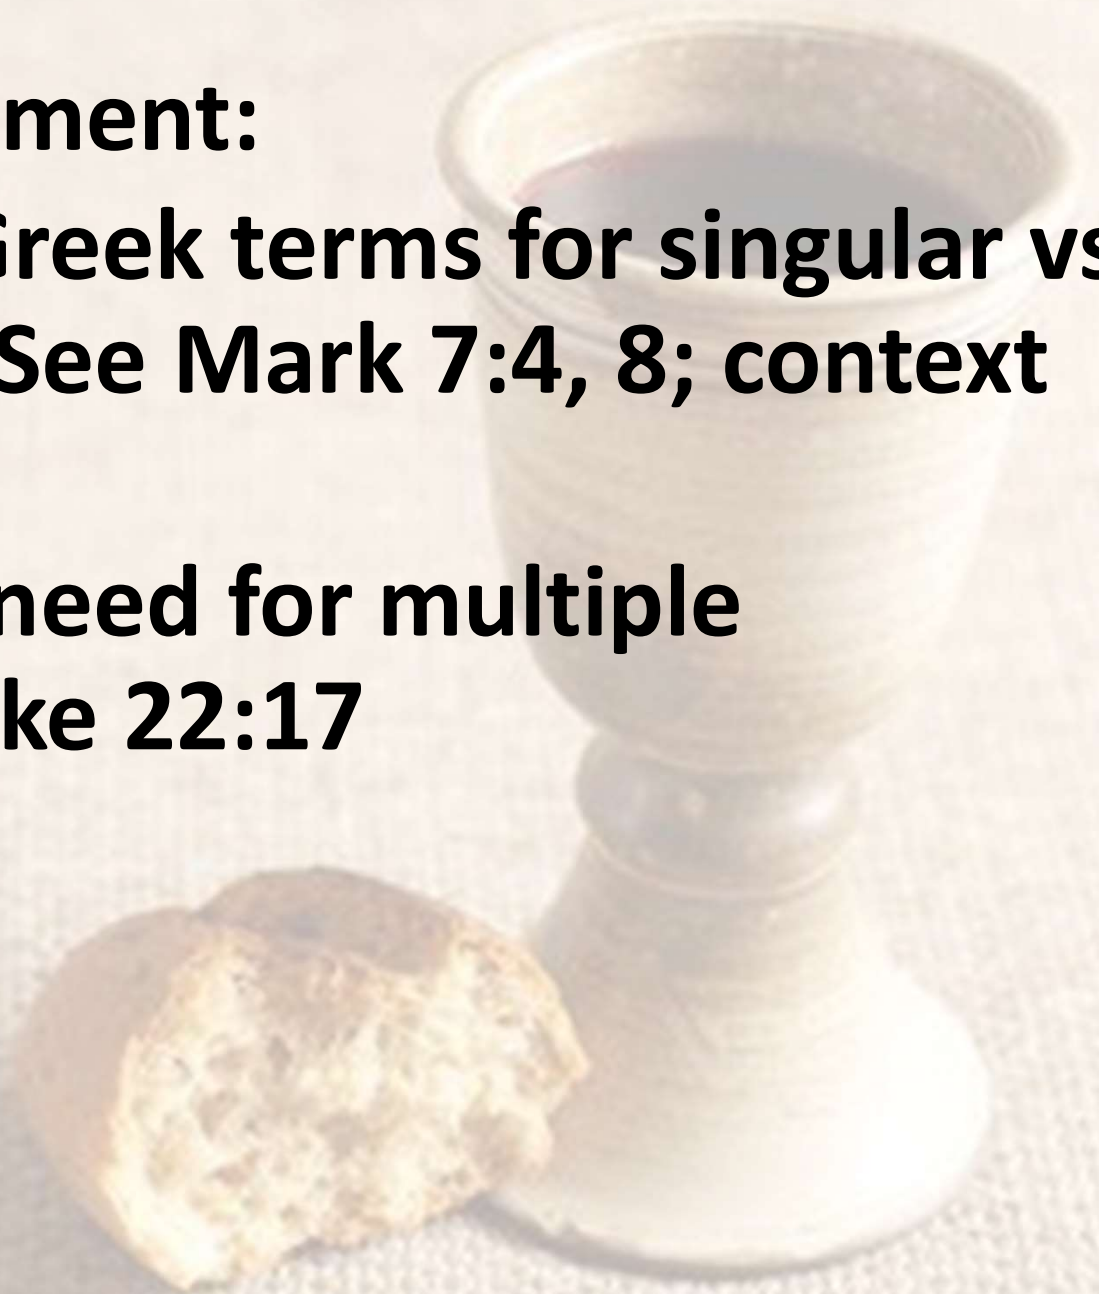 ment:
Greek terms for singular vs
See Mark 7:4, 8; context
need for multiple
ke 22:17